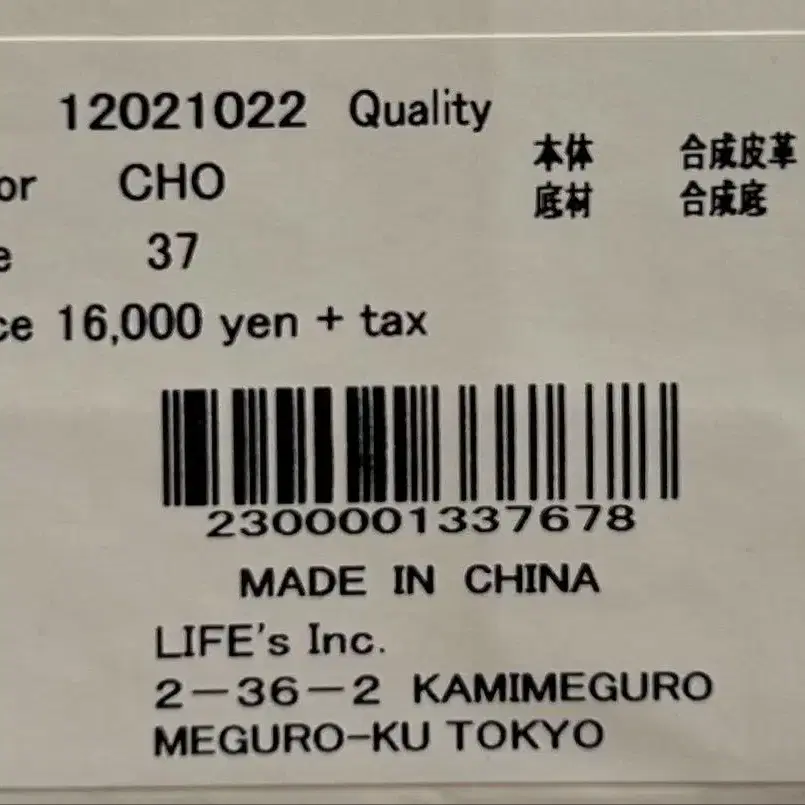 12021022 Quality
本体 合成皮革
or CHO
底材 合成底
e 37
ce 16,000 yen + tax
2300001337678
MADE IN CHINA
LIFE's Inc.
2-36-2 KAMIMEGURO
MEGURO-KU TOKYO